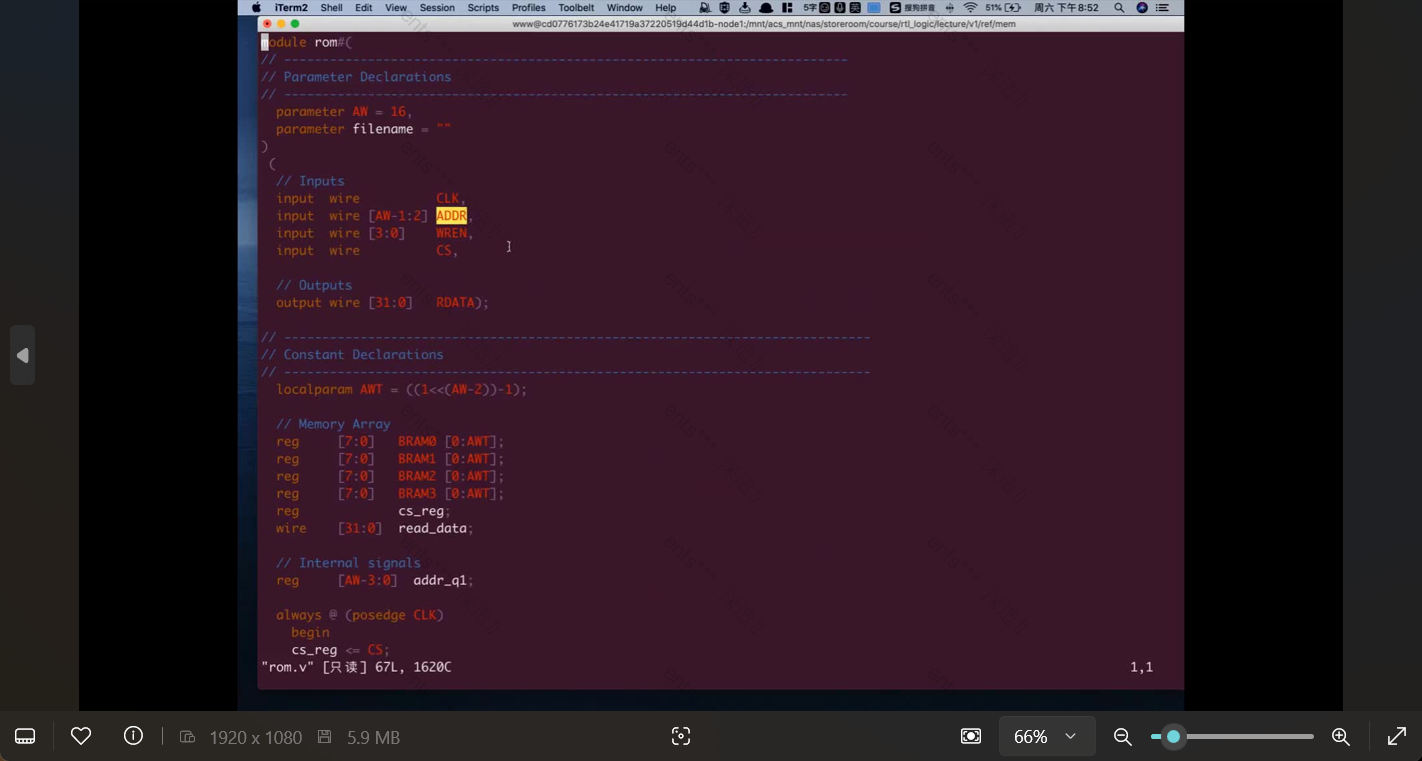 iTerm2 Shell Edit View Session Scripts Profiles Toolbelt Window Help 5字 51% 周六 下午8:52
www@cd0776173b24e41719a37220519d44d1b-node1:/mnt/acs_mnt/nas/storeroom/course/rtl_logic/lecture/v1/ref/mem
module rom#(
// --------------------------------------------------------------------------
// Parameter Declarations
// --------------------------------------------------------------------------
parameter AW = 16,
parameter filename = ""
)
(
// Inputs
input wire CLK,
input wire [AW-1:2] ADDR,
input wire [3:0] WREN,
input wire CS,
// Outputs
output wire [31:0] RDATA);
// -----------------------------------------------------------------------------
// Constant Declarations
// -----------------------------------------------------------------------------
localparam AWT = ((1<<(AW-2))-1);
// Memory Array
reg [7:0] BRAM0 [0:AWT];
reg [7:0] BRAM1 [0:AWT];
reg [7:0] BRAM2 [0:AWT];
reg [7:0] BRAM3 [0:AWT];
reg cs_reg;
wire [31:0] read_data;
// Internal signals
reg [AW-3:0] addr_q1;
always @ (posedge CLK)
begin
cs_reg <= CS;
"rom.v" [只读] 67L, 1620C 1,1
1920 x 1080 5.9 MB 66%